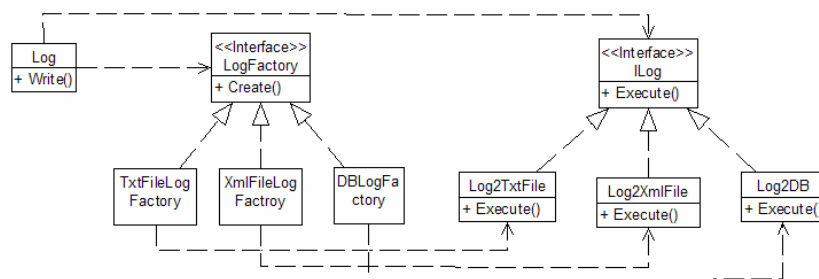 Log
+ Write()
<<Interface>>
LogFactory
+ Create()
<<Interface>>
ILog
+ Execute()
TxtFileLog
Factory
XmlFileLog
Factroy
DBLogFa
ctory
Log2TxtFile
+ Execute()
Log2XmlFile
+ Execute()
Log2DB
+ Execute()